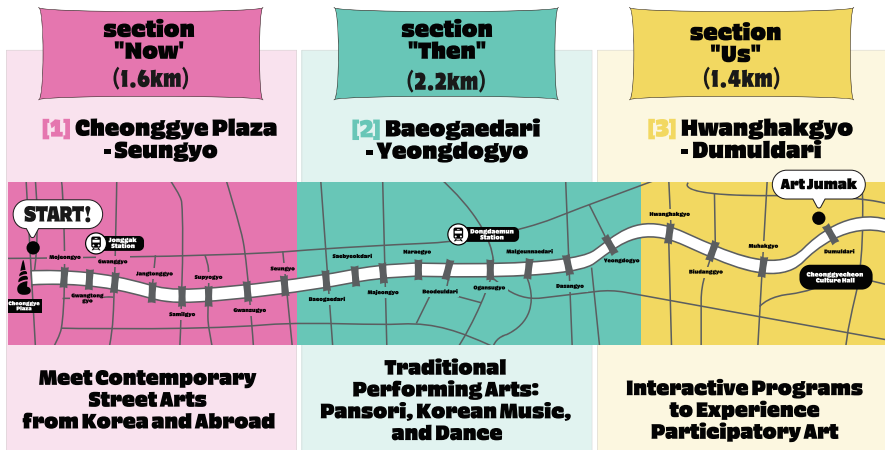 section
"Now'
(1.6km)
[1] Cheonggye Plaza
- Seungyo
section
"Then"
(2.2km)
[2] Baeogaedari
- Yeongdogyo
section
"Us"
(1.4km)
[3] Hwanghakgyo
- Dumuldari
START!
Cheonggye
Plaza
Mojeongyo
Jonggak
Station
Gwanggyo
Gwangtong
gyo
Jangtonggyo
Samilgyo
Supyogyo
Gwansugyo
Seungyo
Baeogaedari
Saebyeokdari
Majeongyo
Naraegyo
Beodeuldari
Dongdaemun
Station
Ogansugyo
Malgeunnaedari
Dasangyo
Yeongdogyo
Hwanghakgyo
Biudanggyo
Muhakgyo
Art Jumak
Dumuldari
Cheonggyecheon
Culture Hall
Meet Contemporary
Street Arts
from Korea and Abroad
Traditional
Performing Arts:
Pansori, Korean Music,
and Dance
Interactive Programs
to Experience
Participatory Art